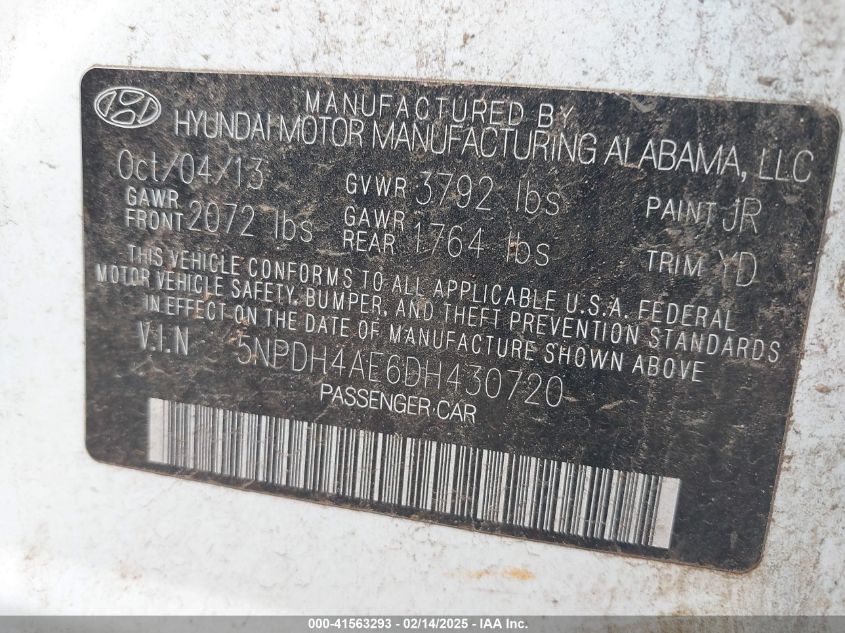 MANUFACTURED BY
HYUNDAI MOTOR MANUFACTURING ALABAMA, LLC
Oct/04/13 GVWR 3792 lbs PAINT JR
GAWR FRONT 2072 lbs GAWR REAR 1764 lbs TRIM YD
THIS VEHICLE CONFORMS TO ALL APPLICABLE U.S.A. FEDERAL
MOTOR VEHICLE SAFETY, BUMPER, AND THEFT PREVENTION STANDARDS
IN EFFECT ON THE DATE OF MANUFACTURE SHOWN ABOVE.
V.I.N 5NPDH4AE6DH430720
PASSENGER CAR
000-41563293 - 02/14/2025 - IAA Inc.